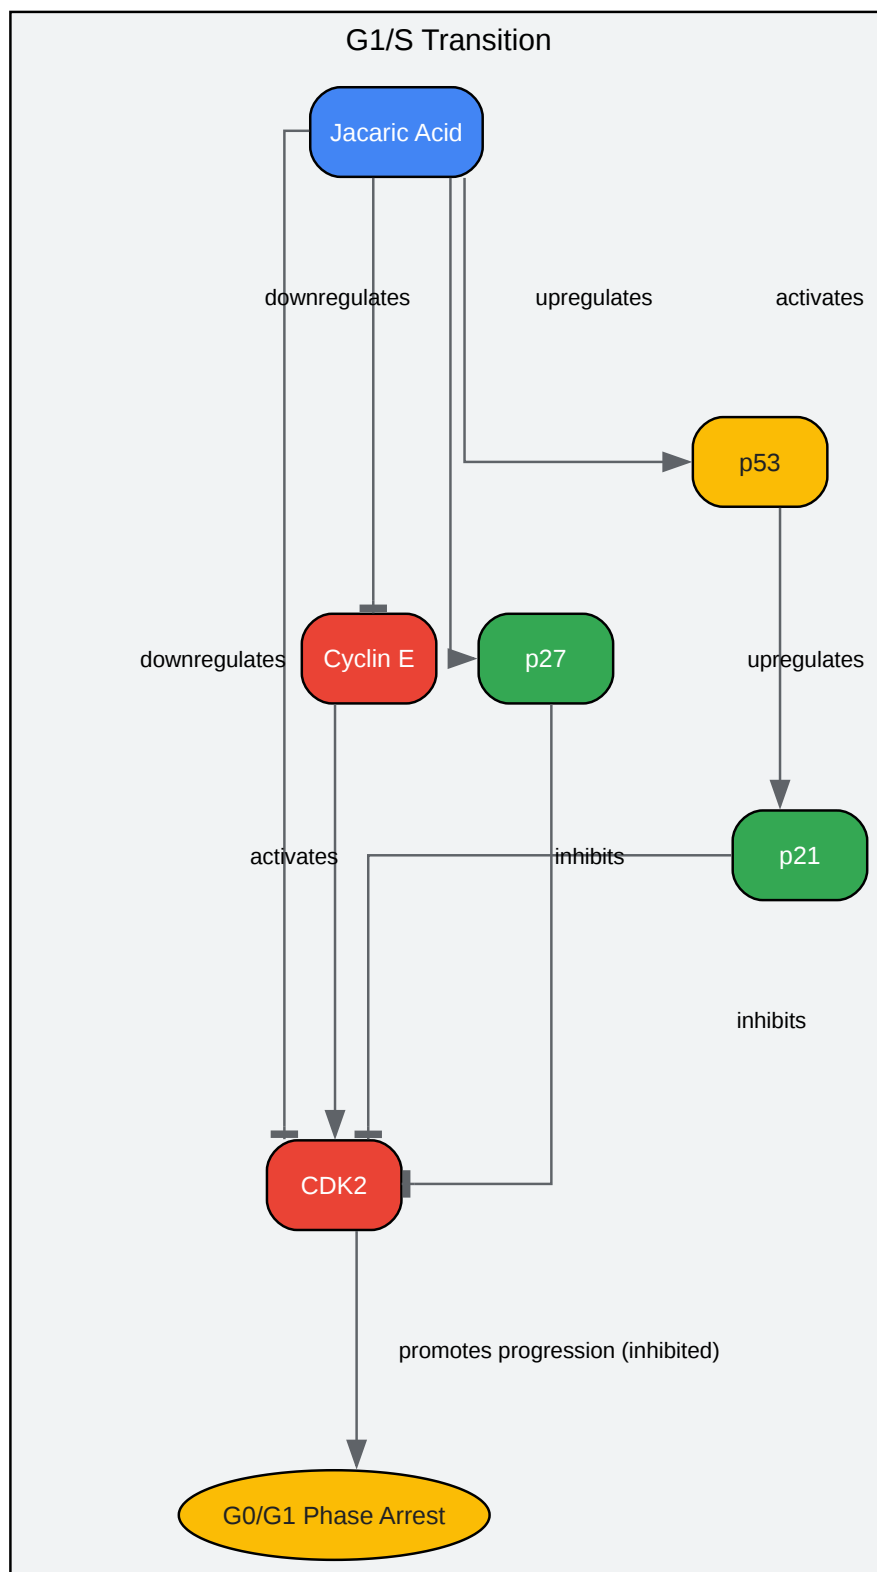 G1/S Transition
Jacaric Acid
downregulates
upregulates
activates
p53
downregulates
Cyclin E
p27
upregulates
activates
inhibits
p21
inhibits
CDK2
promotes progression (inhibited)
G0/G1 Phase Arrest